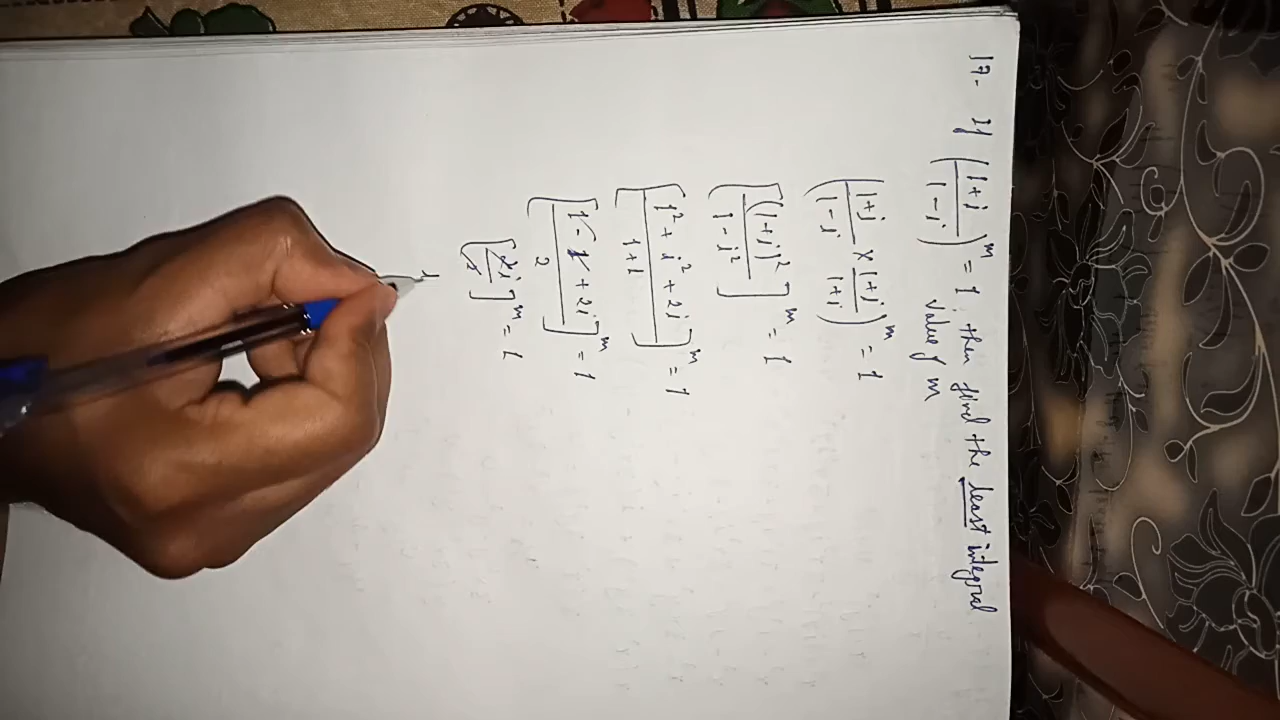 17- If ((1+i)/(1-i))^m = 1, then find the least integral
value of m
((1+i)/(1-i) × (1+i)/(1+i))^m = 1
[(1+i)²/(1-i²)]^m = 1
[(1²+i²+2i)/(1+1)]^m = 1
[(1-1+2i)/2]^m = 1
[2i/2]^m = 1